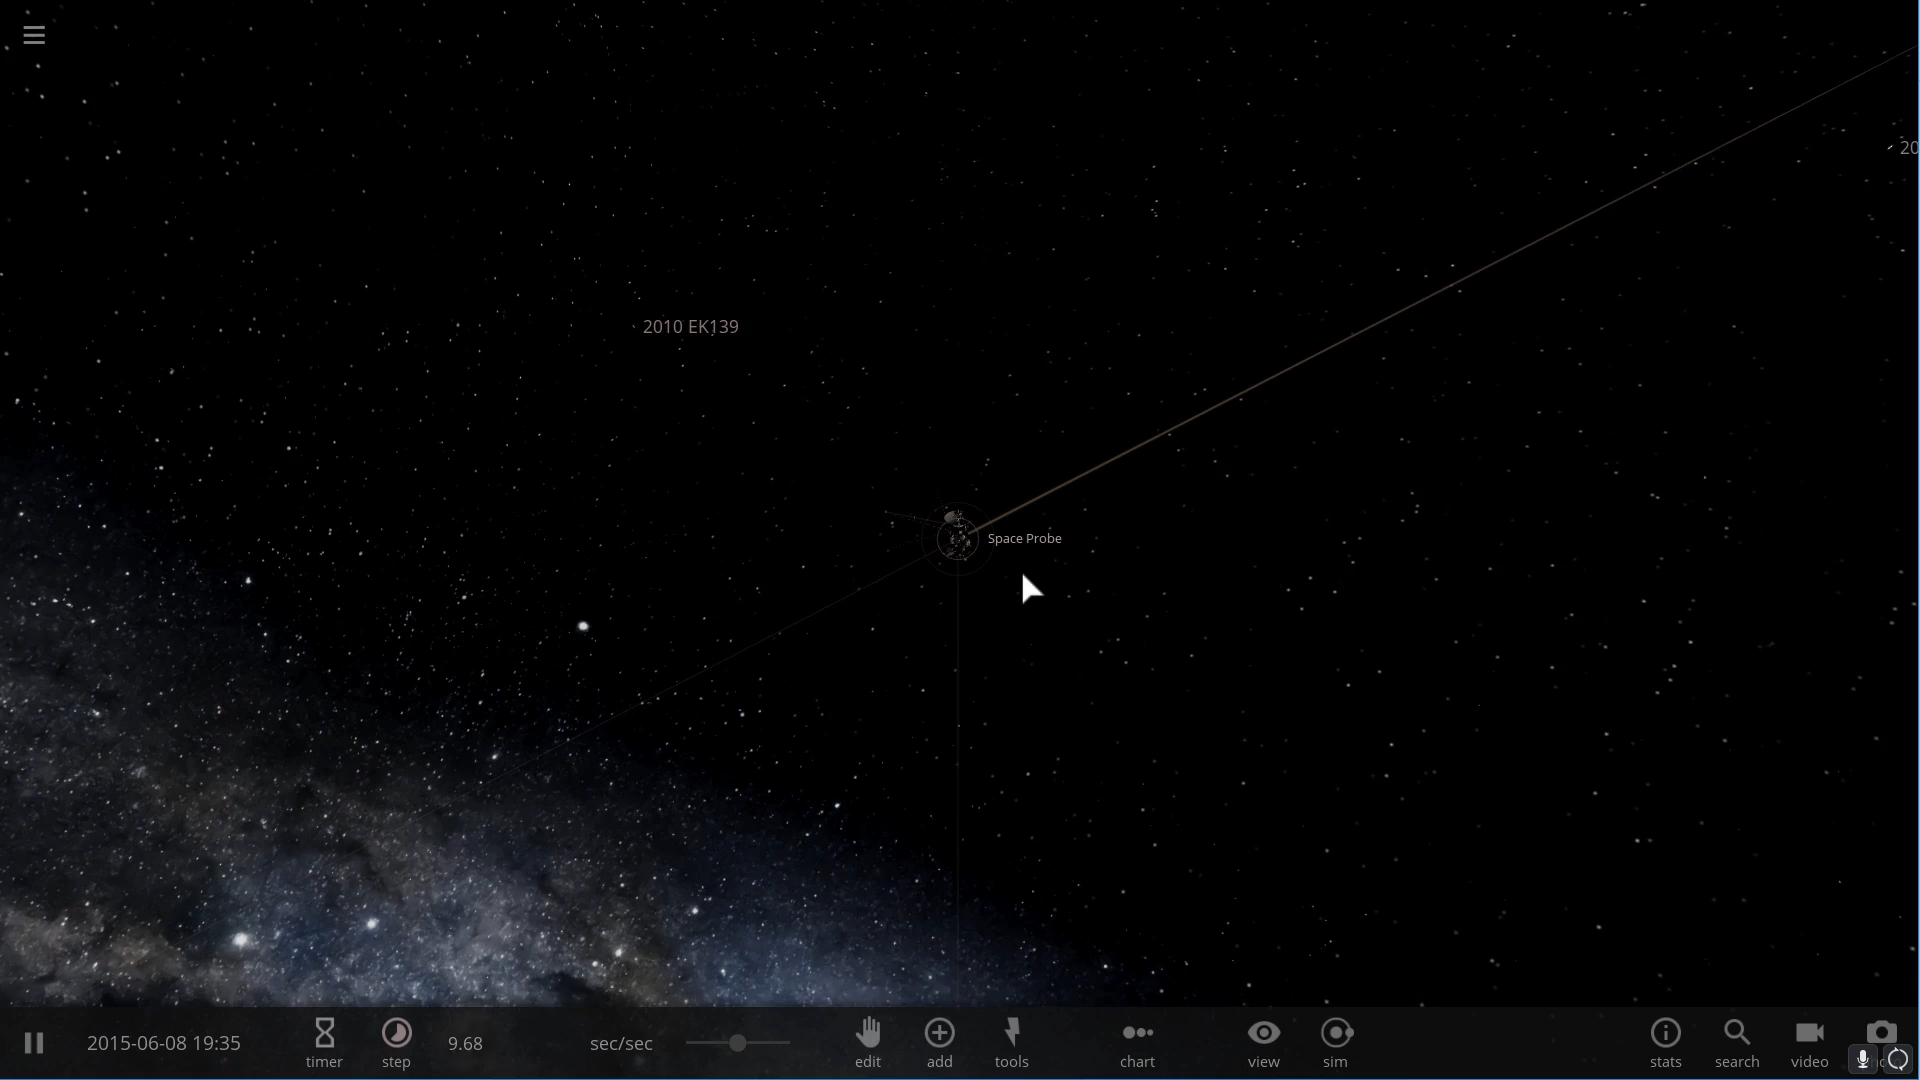 20
2010 EK139
Space Probe
2015-06-08 19:35
timer
step
9.68
sec/sec
edit
add
tools
chart
view
sim
stats
search
video